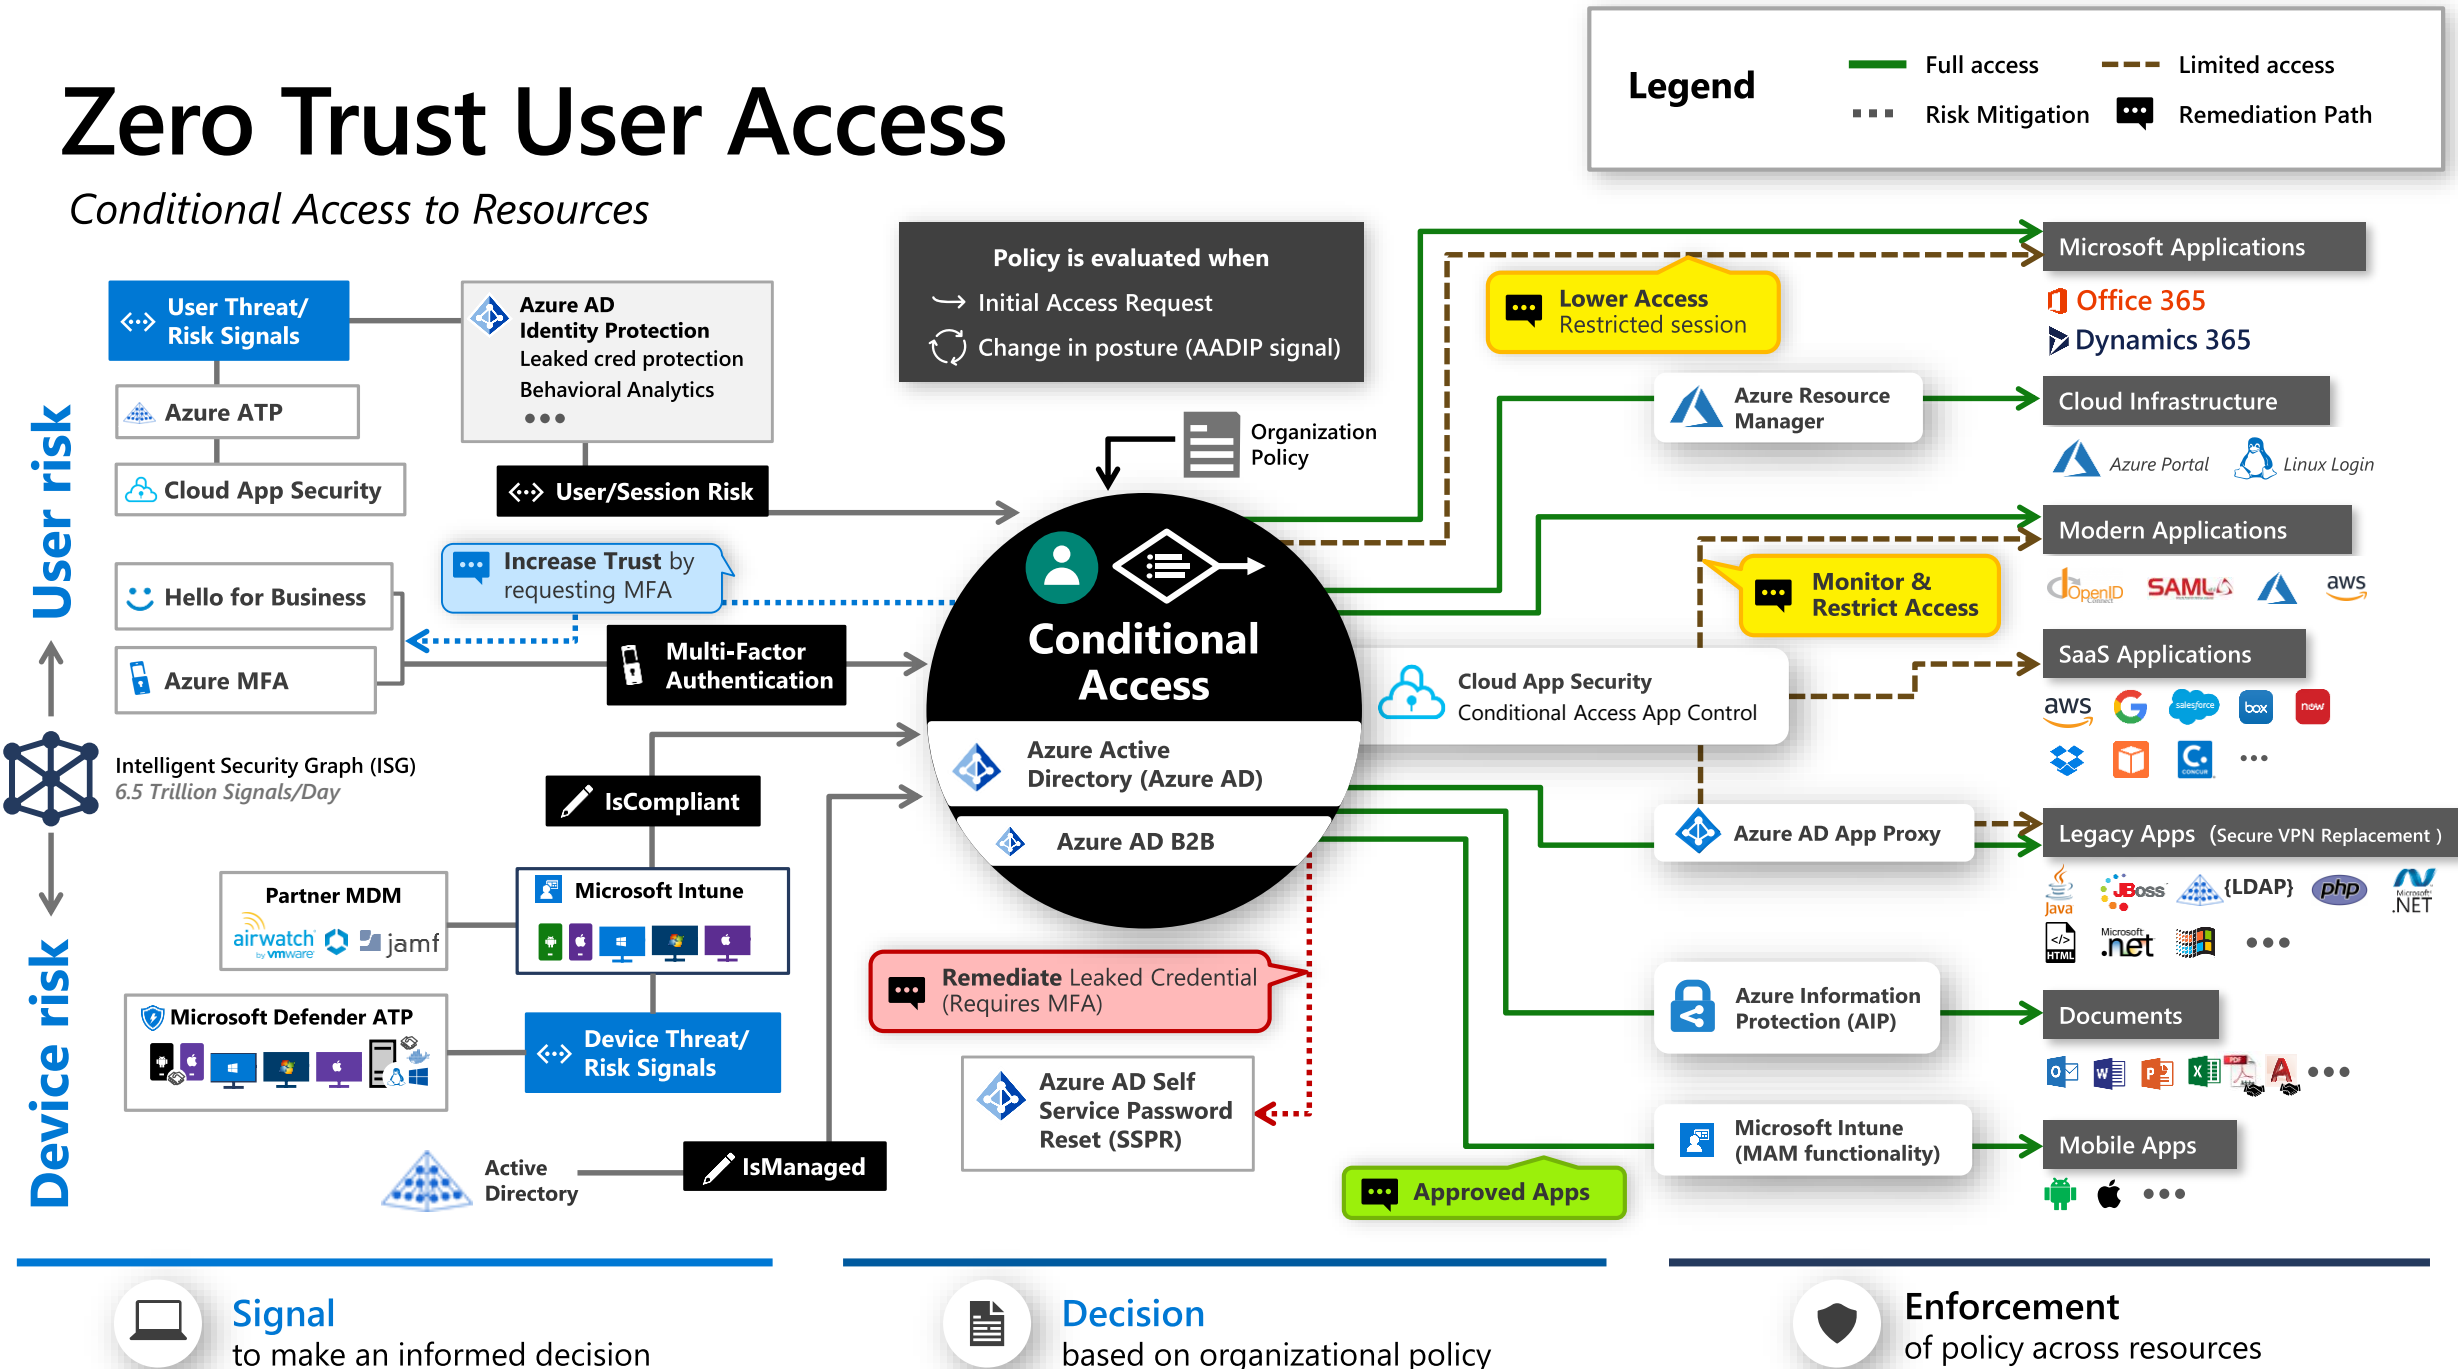 Zero Trust User Access
Conditional Access to Resources
Legend
Full access
Limited access
Risk Mitigation
Remediation Path
User risk
Device risk
User Threat/
Risk Signals
Azure ATP
Cloud App Security
Azure AD
Identity Protection
Leaked cred protection
Behavioral Analytics
User/Session Risk
Hello for Business
Azure MFA
Increase Trust by
requesting MFA
Multi-Factor
Authentication
Intelligent Security Graph (ISG)
6.5 Trillion Signals/Day
IsCompliant
Partner MDM
airwatch
by vmware
jamf
Microsoft Intune
Microsoft Defender ATP
Device Threat/
Risk Signals
Active
Directory
IsManaged
Policy is evaluated when
Initial Access Request
Change in posture (AADIP signal)
Organization
Policy
Conditional
Access
Azure Active
Directory (Azure AD)
Azure AD B2B
Remediate Leaked Credential
(Requires MFA)
Azure AD Self
Service Password
Reset (SSPR)
Lower Access
Restricted session
Azure Resource
Manager
Monitor &
Restrict Access
Cloud App Security
Conditional Access App Control
Azure AD App Proxy
Azure Information
Protection (AIP)
Microsoft Intune
(MAM functionality)
Approved Apps
Microsoft Applications
Office 365
Dynamics 365
Cloud Infrastructure
Azure Portal
Linux Login
Modern Applications
OpenID
SAML
aws
SaaS Applications
aws
salesforce
box
now
CONCUR
Legacy Apps (Secure VPN Replacement )
Java
JBoss
{LDAP}
php
Microsoft
.NET
HTML
Microsoft
.net
Documents
PDF
Mobile Apps
Signal
to make an informed decision
Decision
based on organizational policy
Enforcement
of policy across resources